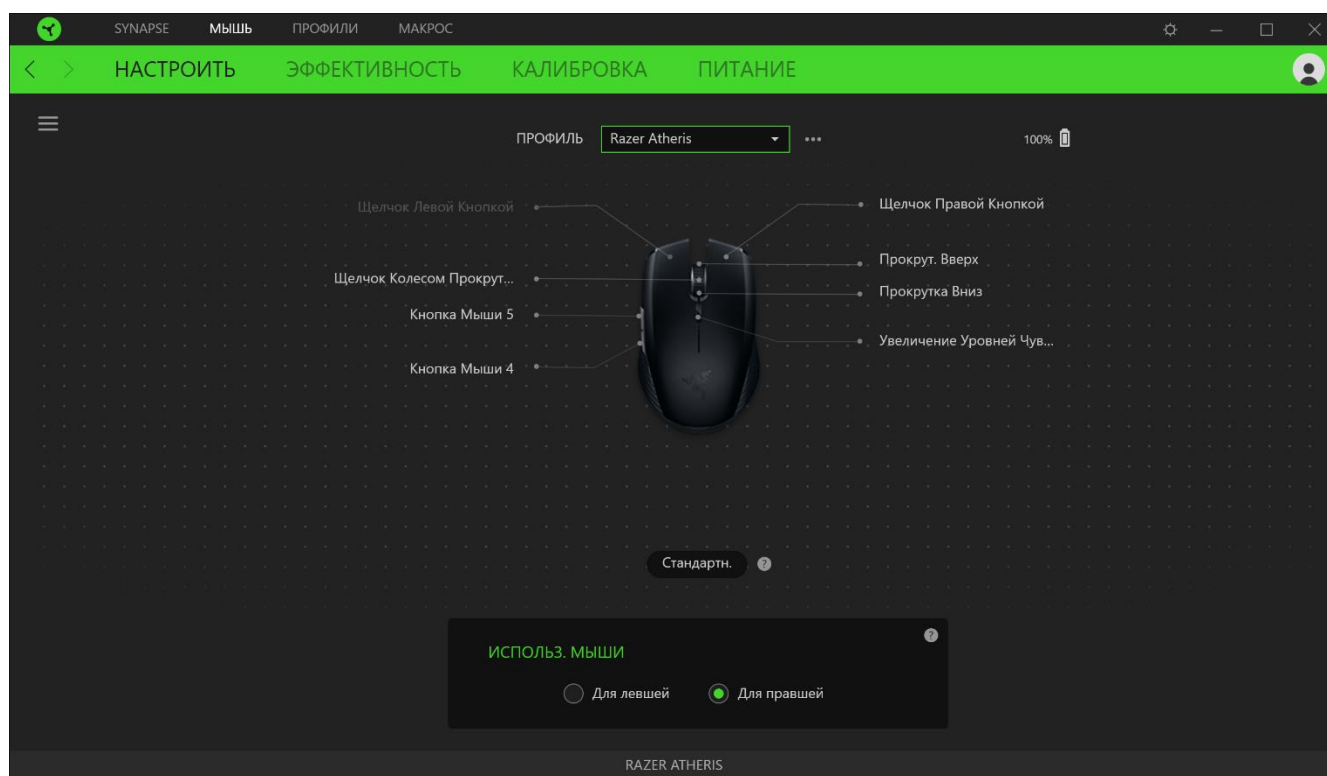 SYNAPSE МЫШЬ ПРОФИЛИ МАКРОС
НАСТРОИТЬ ЭФФЕКТИВНОСТЬ КАЛИБРОВКА ПИТАНИЕ
ПРОФИЛЬ Razer Atheris 100%
Щелчок Левой Кнопкой
Щелчок Правой Кнопкой
Прокрут. Вверх
Щелчок Колесом Прокрут...
Прокрутка Вниз
Кнопка Мыши 5
Увеличение Уровней Чув...
Кнопка Мыши 4
Стандартн. ?
?
ИСПОЛЬЗ. МЫШИ
Для левшей Для правшей
RAZER ATHERIS